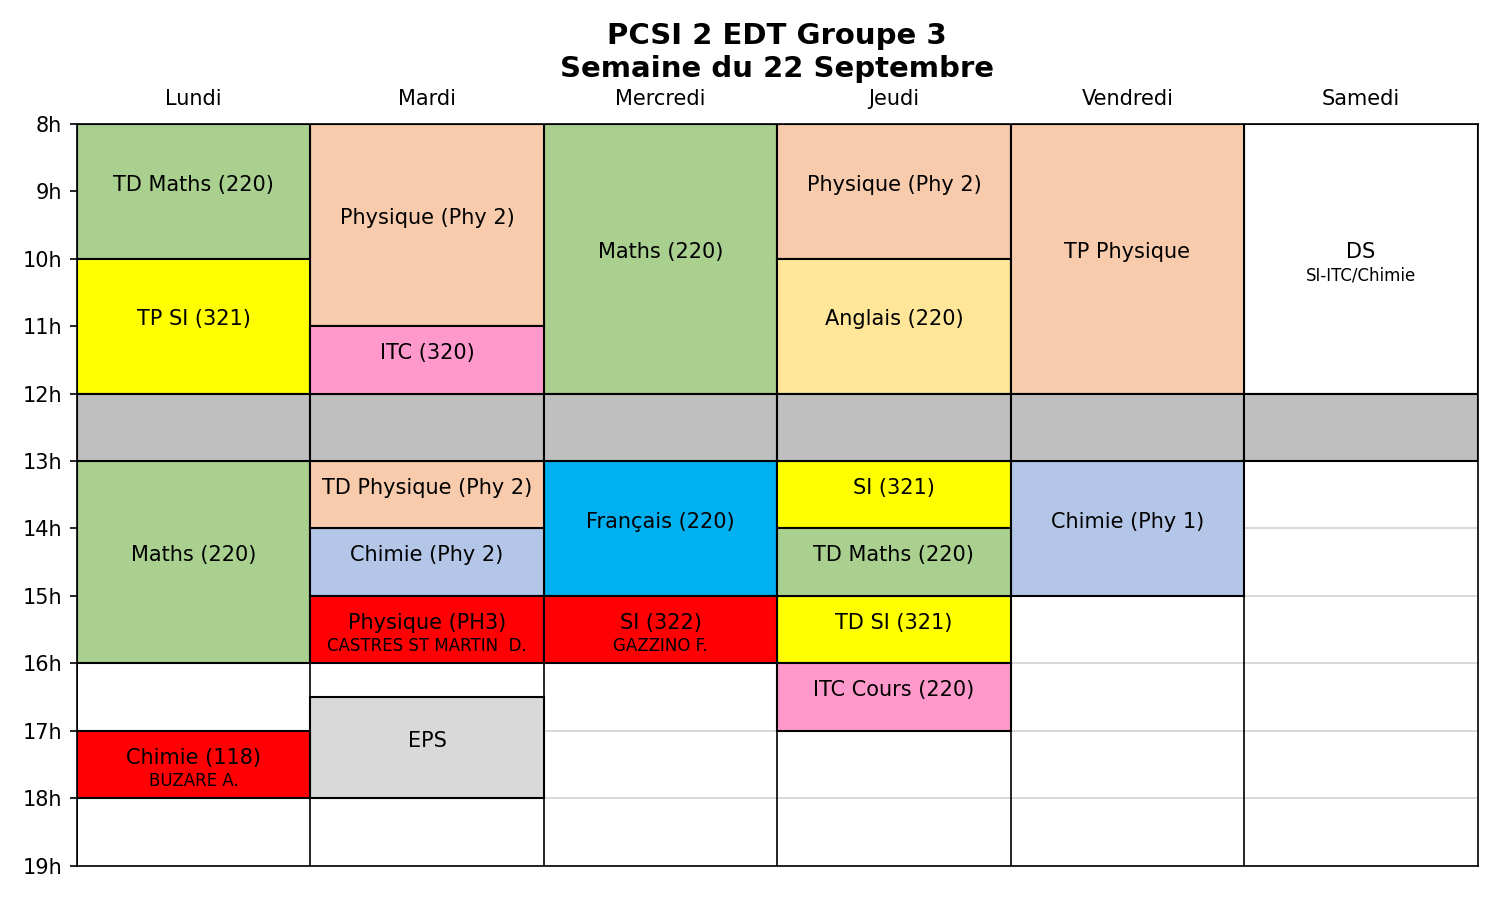 PCSI 2 EDT Groupe 3
Semaine du 22 Septembre
Lundi Mardi Mercredi Jeudi Vendredi Samedi
8h
9h
10h
11h
12h
13h
14h
15h
16h
17h
18h
19h
TD Maths (220)
TP SI (321)
Maths (220)
Chimie (118)
BUZARE A.
Physique (Phy 2)
ITC (320)
TD Physique (Phy 2)
Chimie (Phy 2)
Physique (PH3)
CASTRES ST MARTIN  D.
EPS
Maths (220)
Français (220)
SI (322)
GAZZINO F.
Physique (Phy 2)
Anglais (220)
SI (321)
TD Maths (220)
TD SI (321)
ITC Cours (220)
TP Physique
Chimie (Phy 1)
DS
SI-ITC/Chimie